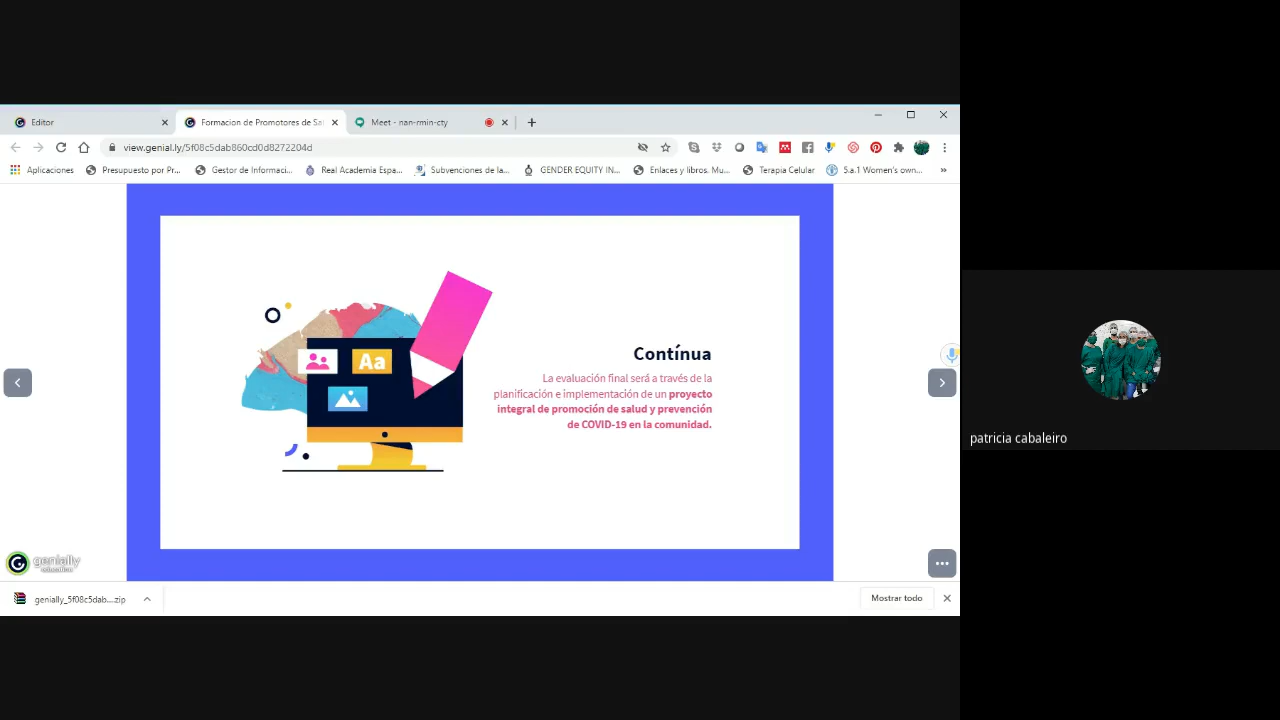 Editor
Formacion de Promotores de Sa
Meet - nan-rmin-cty
view.genial.ly/5f08c5dab860cd0d8272204d
Aplicaciones
Presupuesto por Pr...
Gestor de Informaci...
Real Academia Espa...
Subvenciones de la...
GENDER EQUITY IN...
Enlaces y libros. Mu...
Terapia Celular
5.a.1 Women's own...
»
Aa
Contínua
La evaluación final será a través de la
planificación e implementación de un proyecto
integral de promoción de salud y prevención
de COVID-19 en la comunidad.
patricia cabaleiro
genially
genially_5f08c5dab....zip
Mostrar todo